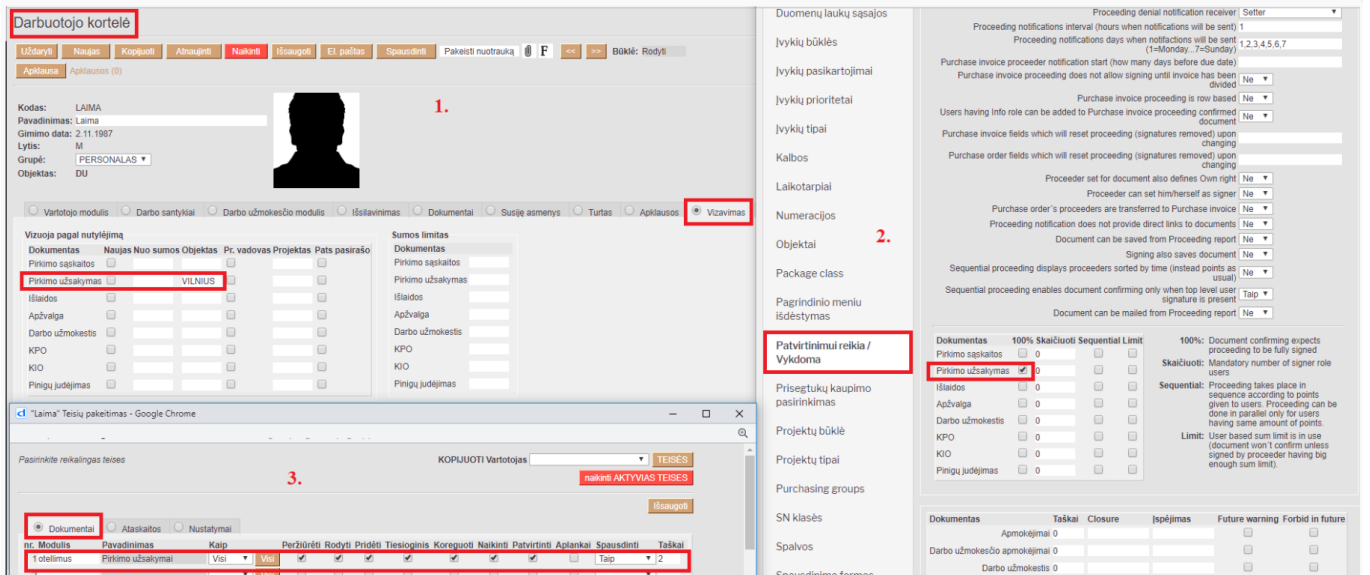 Darbuotojo kortelė
Uždaryti Naujas Kopijuoti Atnaujinti Naikinti Išsaugoti El. paštas Spausdinti Pakeisti nuotrauką F << >> Būklė: Rodyti
Apklausa Apklausos (0)
1.
Kodas: LAIMA
Pavadinimas: Laima
Gimimo data: 2.11.1987
Lytis: M
Grupė: PERSONALAS
Objektas: DU
Vartotojo modulis Darbo santykiai Darbo užmokesčio modulis Išsilavinimas Dokumentai Susiję asmenys Turtas Apklausos Vizavimas
Vizuoja pagal nutylėjimą
Dokumentas Naujas Nuo sumos Objektas Pr. vadovas Projektas Pats pasirašo
Pirkimo sąskaitos
Pirkimo užsakymas VILNIUS
Išlaidos
Apžvalga
Darbo užmokestis
KPO
KIO
Pinigų judėjimas
Sumos limitas
Dokumentas
Pirkimo sąskaitos
Pirkimo užsakymas
Išlaidos
Apžvalga
Darbo užmokestis
KPO
KIO
Pinigų judėjimas
"Laima" Teisių pakeitimas - Google Chrome
Pasirinkite reikalingas teises KOPIJUOTI Vartotojas TEISĖS
3.
naikinti AKTYVIAS TEISES
Išsaugoti
Dokumentai Ataskaitos Nustatymai
nr. Modulis Pavadinimas Kaip Peržiūrėti Rodyti Pridėti Tiesioginis Koreguoti Naikinti Patvirtinti Aplankai Spausdinti Taškai
1 otellimus Pirkimo užsakymai Visi Visi Taip 2
Duomenų laukų sąsajos
Įvykių būklės
Įvykių pasikartojimai
Įvykių prioritetai
Įvykių tipai
Kalbos
Laikotarpiai
Numeracijos
Objektai
2.
Package class
Pagrindinio meniu
išdėstymas
Patvirtinimui reikia /
Vykdoma
Prisegtukų kaupimo
pasirinkimas
Projektų būklė
Projektų tipai
Purchasing groups
SN klasės
Spalvos
Spausdinimo formos
Proceeding denial notification receiver Setter
Proceeding notifications interval (hours when notifications will be sent) 1
Proceeding notifications days when notifactions will be sent
(1=Monday...7=Sunday) 1,2,3,4,5,6,7
Purchase invoice proceeder notification start (how many days before due date)
Purchase invoice proceeding does not allow signing until invoice has been
divided Ne
Purchase invoice proceeding is row based Ne
Users having Info role can be added to Purchase invoice proceeding confirmed
document Ne
Purchase invoice fields which will reset proceeding (signatures removed) upon
changing
Purchase order fields which will reset proceeding (signatures removed) upon
changing
Proceeder set for document also defines Own right Ne
Proceeder can set him/herself as signer Ne
Purchase order`s proceeders are transferred to Purchase invoice Ne
Proceeding notification does not provide direct links to documents Ne
Document can be saved from Proceeding report Ne
Signing also saves document Ne
Sequential proceeding displays proceeders sorted by time (instead points as
usual) Ne
Sequential proceeding enables document confirming only when top level user
signature is present Taip
Document can be mailed from Proceeding report Ne
Dokumentas 100% Skaičiuoti Sequential Limit
Pirkimo sąskaitos 0
Pirkimo užsakymas 0
Išlaidos 0
Apžvalga 0
Darbo užmokestis 0
KPO 0
KIO 0
Pinigų judėjimas 0
100%: Document confirming expects
proceeding to be fully signed
Skaičiuoti: Mandatory number of signer role
users
Sequential: Proceeding takes place in
sequence according to points
given to users. Proceeding can be
done in parallel only for users
having same amount of points.
Limit: User based sum limit is in use
(document won`t confirm unless
signed by proceeder having big
enough sum limit).
Dokumentas Taškai Closure Įspėjimas Future warning Forbid in future
Apmokėjimai 0
Darbo užmokesčio apmokėjimai 0
Darbo užmokestis 0